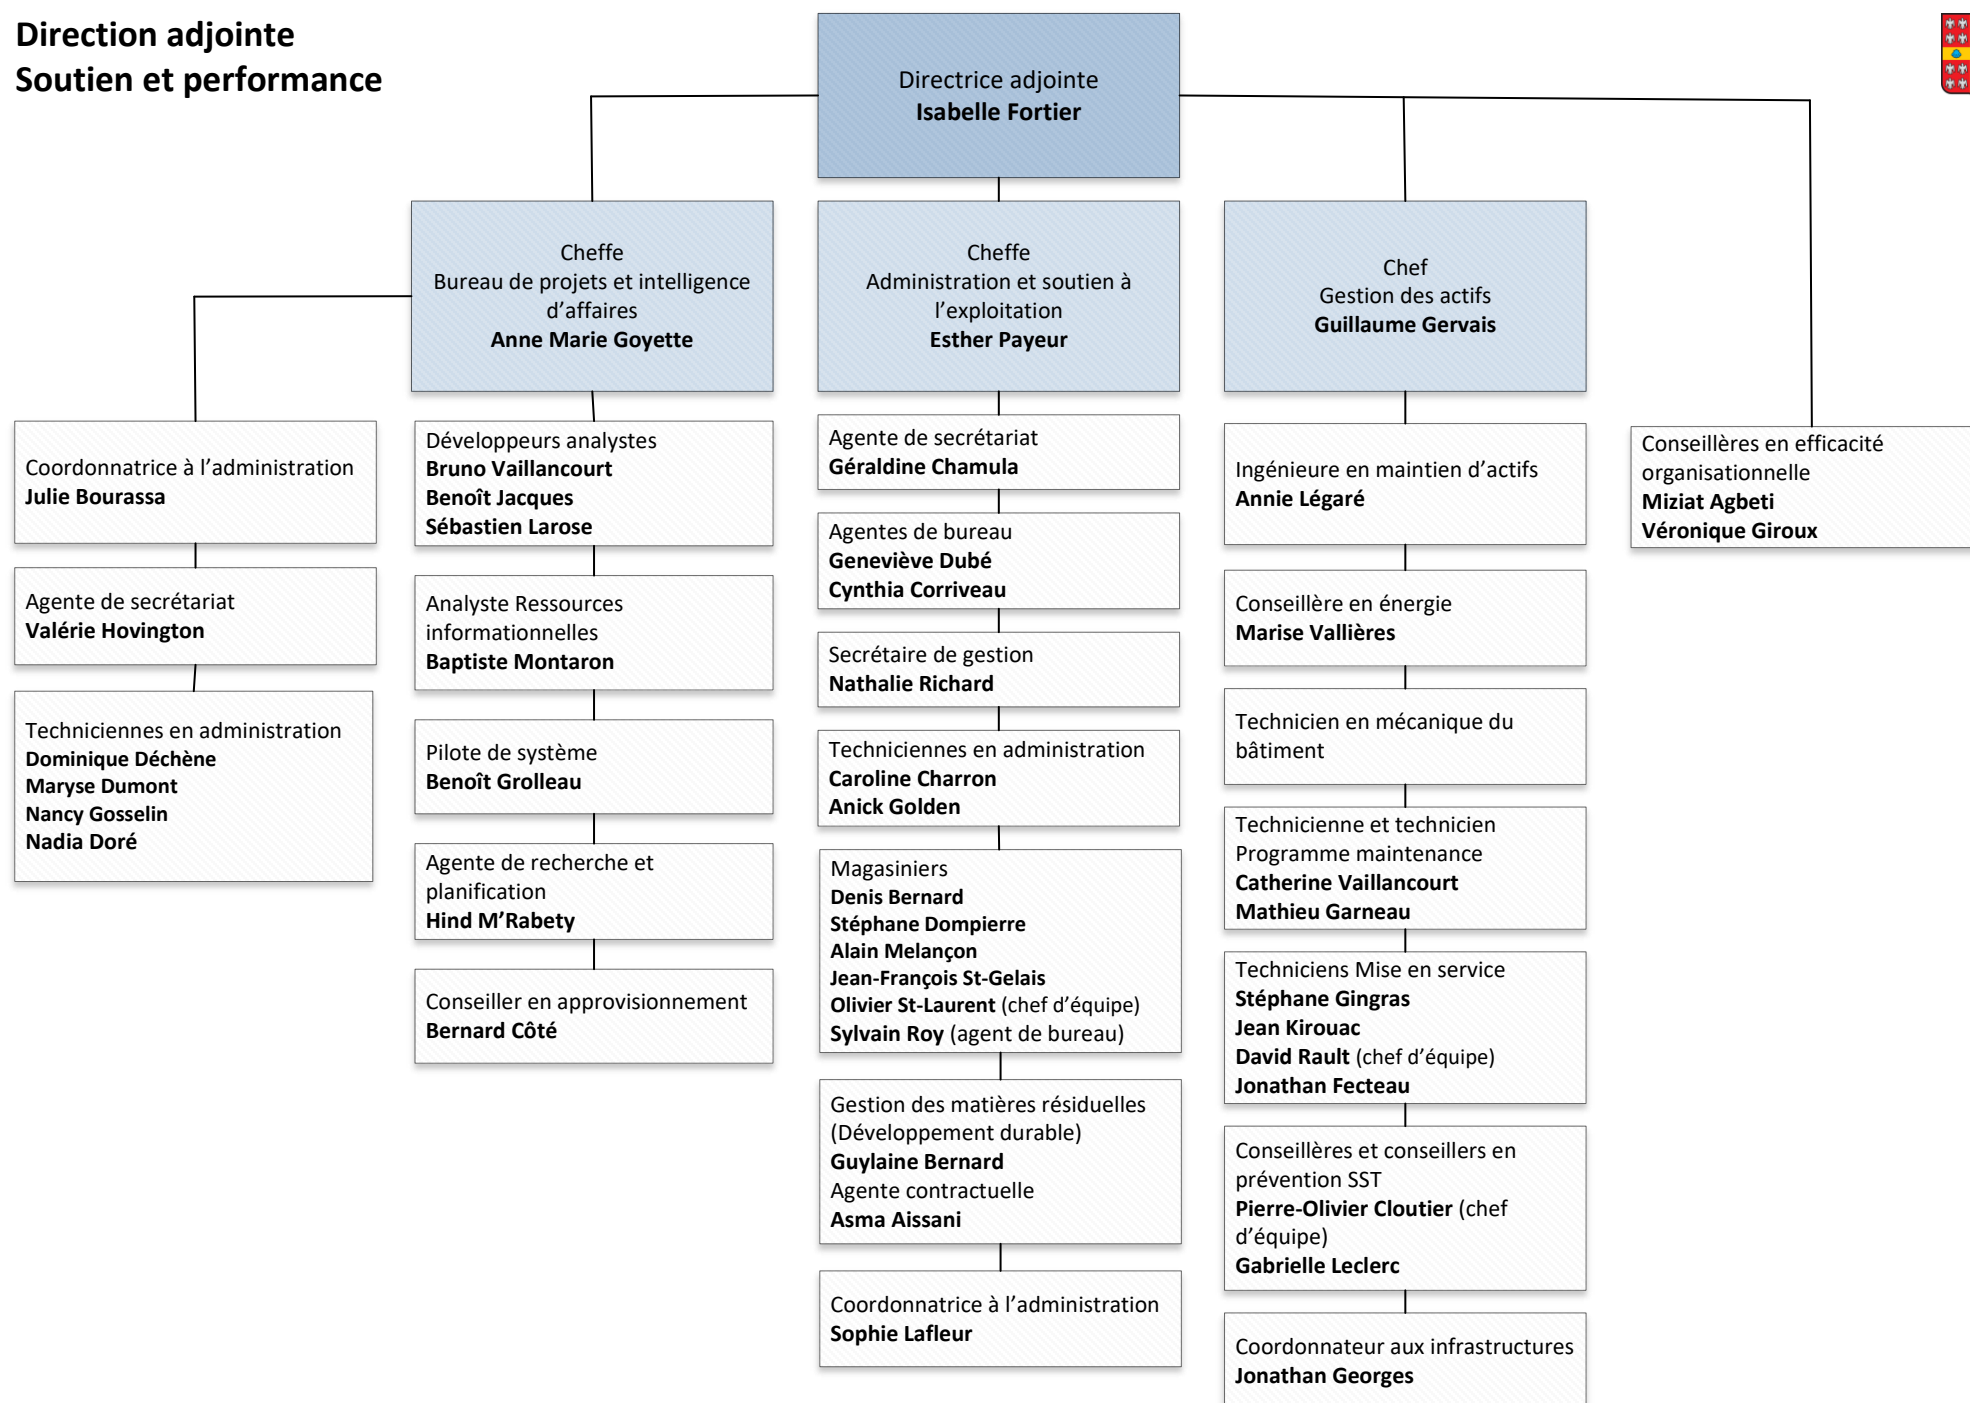 Direction adjointe
Soutien et performance
Directrice adjointe
Isabelle Fortier
Cheffe
Bureau de projets et intelligence
d’affaires
Anne Marie Goyette
Cheffe
Administration et soutien à
l’exploitation
Esther Payeur
Chef
Gestion des actifs
Guillaume Gervais
Coordonnatrice à l’administration
Julie Bourassa
Agente de secrétariat
Valérie Hovington
Techniciennes en administration
Dominique Déchène
Maryse Dumont
Nancy Gosselin
Nadia Doré
Développeurs analystes
Bruno Vaillancourt
Benoît Jacques
Sébastien Larose
Analyste Ressources
informationnelles
Baptiste Montaron
Pilote de système
Benoît Grolleau
Agente de recherche et
planification
Hind M’Rabety
Conseiller en approvisionnement
Bernard Côté
Agente de secrétariat
Géraldine Chamula
Agentes de bureau
Geneviève Dubé
Cynthia Corriveau
Secrétaire de gestion
Nathalie Richard
Techniciennes en administration
Caroline Charron
Anick Golden
Magasiniers
Denis Bernard
Stéphane Dompierre
Alain Melançon
Jean-François St-Gelais
Olivier St-Laurent (chef d’équipe)
Sylvain Roy (agent de bureau)
Gestion des matières résiduelles
(Développement durable)
Guylaine Bernard
Agente contractuelle
Asma Aissani
Coordonnatrice à l’administration
Sophie Lafleur
Ingénieure en maintien d’actifs
Annie Légaré
Conseillère en énergie
Marise Vallières
Technicien en mécanique du
bâtiment
Technicienne et technicien
Programme maintenance
Catherine Vaillancourt
Mathieu Garneau
Techniciens Mise en service
Stéphane Gingras
Jean Kirouac
David Rault (chef d’équipe)
Jonathan Fecteau
Conseillères et conseillers en
prévention SST
Pierre-Olivier Cloutier (chef
d’équipe)
Gabrielle Leclerc
Coordonnateur aux infrastructures
Jonathan Georges
Conseillères en efficacité
organisationnelle
Miziat Agbeti
Véronique Giroux